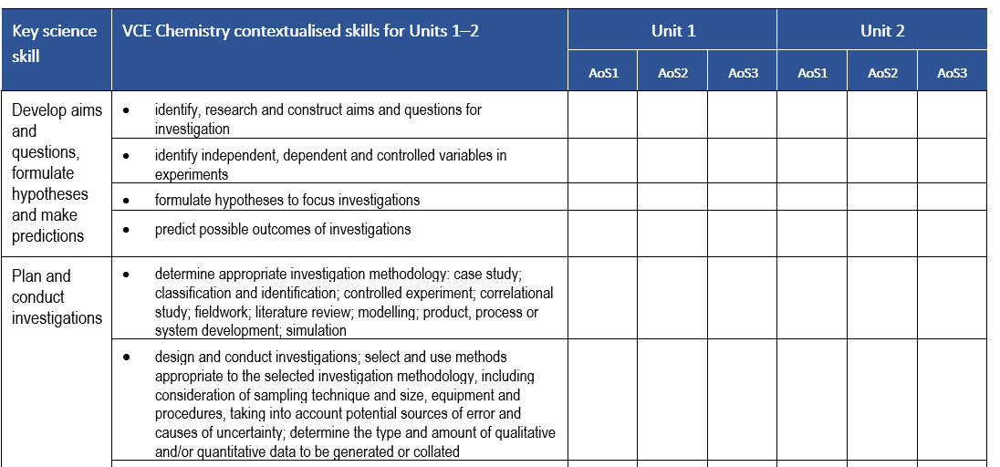 Key science
skill
VCE Chemistry contextualised skills for Units 1–2
Unit 1
Unit 2
AoS1
AoS2
AoS3
AoS1
AoS2
AoS3
Develop aims
and
questions,
formulate
hypotheses
and make
predictions
• identify, research and construct aims and questions for
investigation
• identify independent, dependent and controlled variables in
experiments
• formulate hypotheses to focus investigations
• predict possible outcomes of investigations
Plan and
conduct
investigations
• determine appropriate investigation methodology: case study;
classification and identification; controlled experiment; correlational
study; fieldwork; literature review; modelling; product, process or
system development; simulation
• design and conduct investigations; select and use methods
appropriate to the selected investigation methodology, including
consideration of sampling technique and size, equipment and
procedures, taking into account potential sources of error and
causes of uncertainty; determine the type and amount of qualitative
and/or quantitative data to be generated or collated